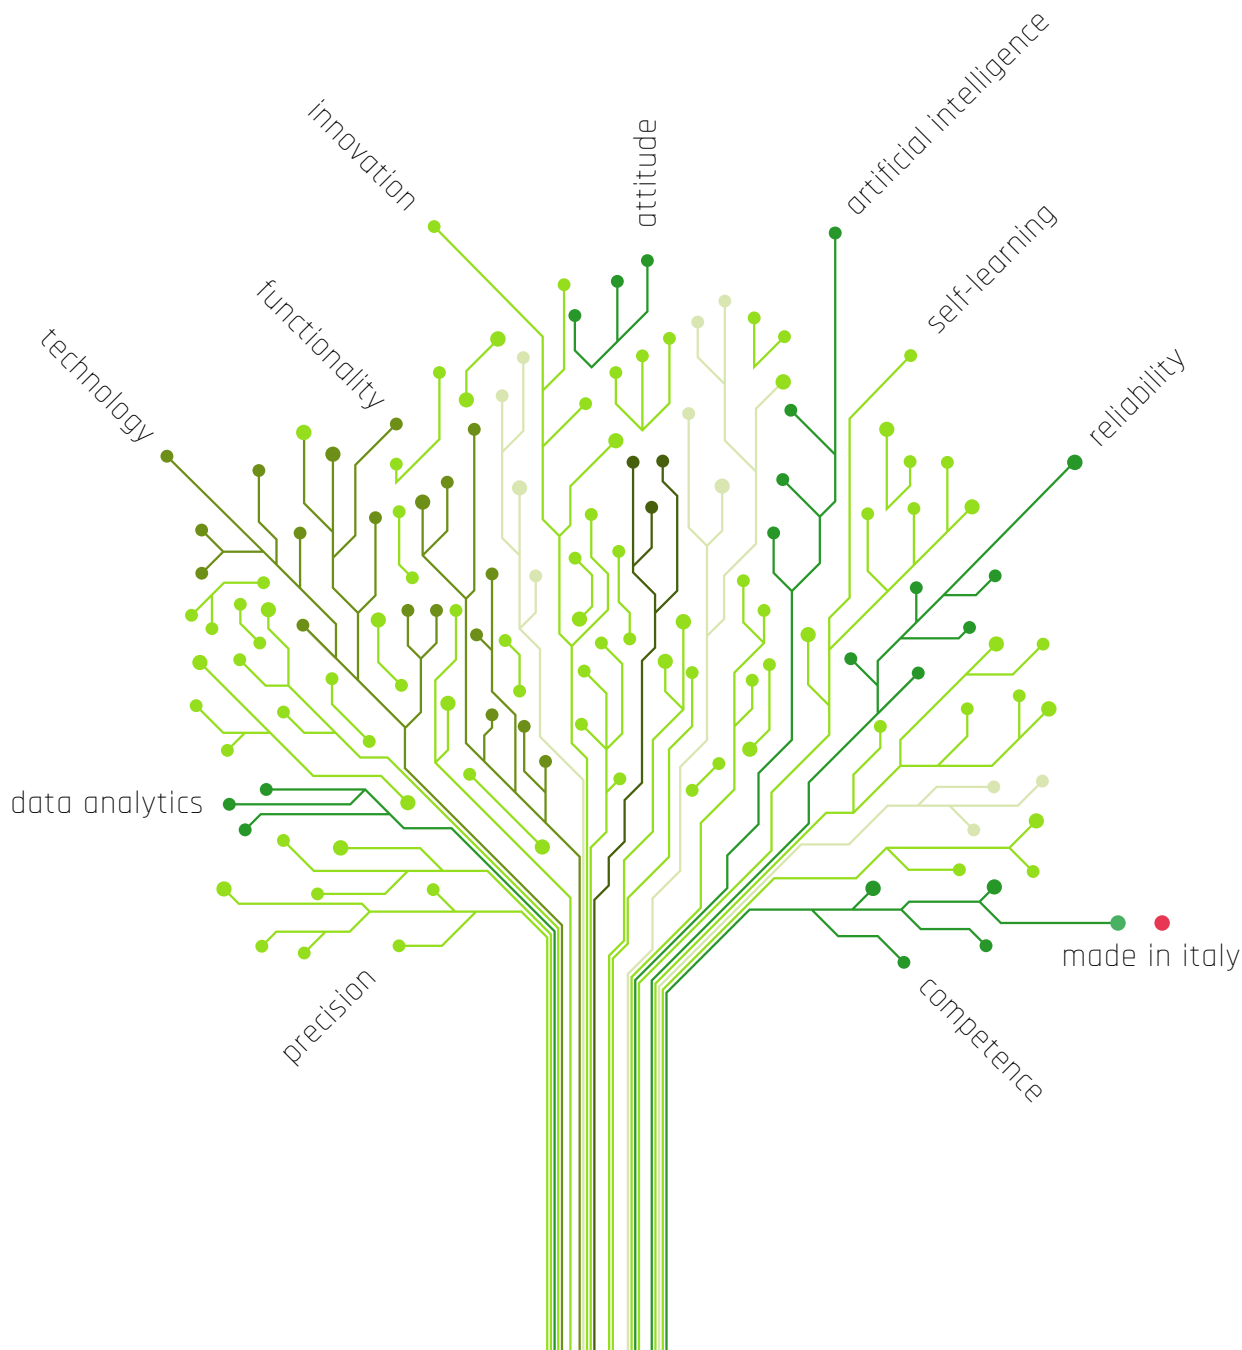 technology
functionality
innovation
attitude
artificial intelligence
self-learning
reliability
data analytics
precision
competence
made in italy